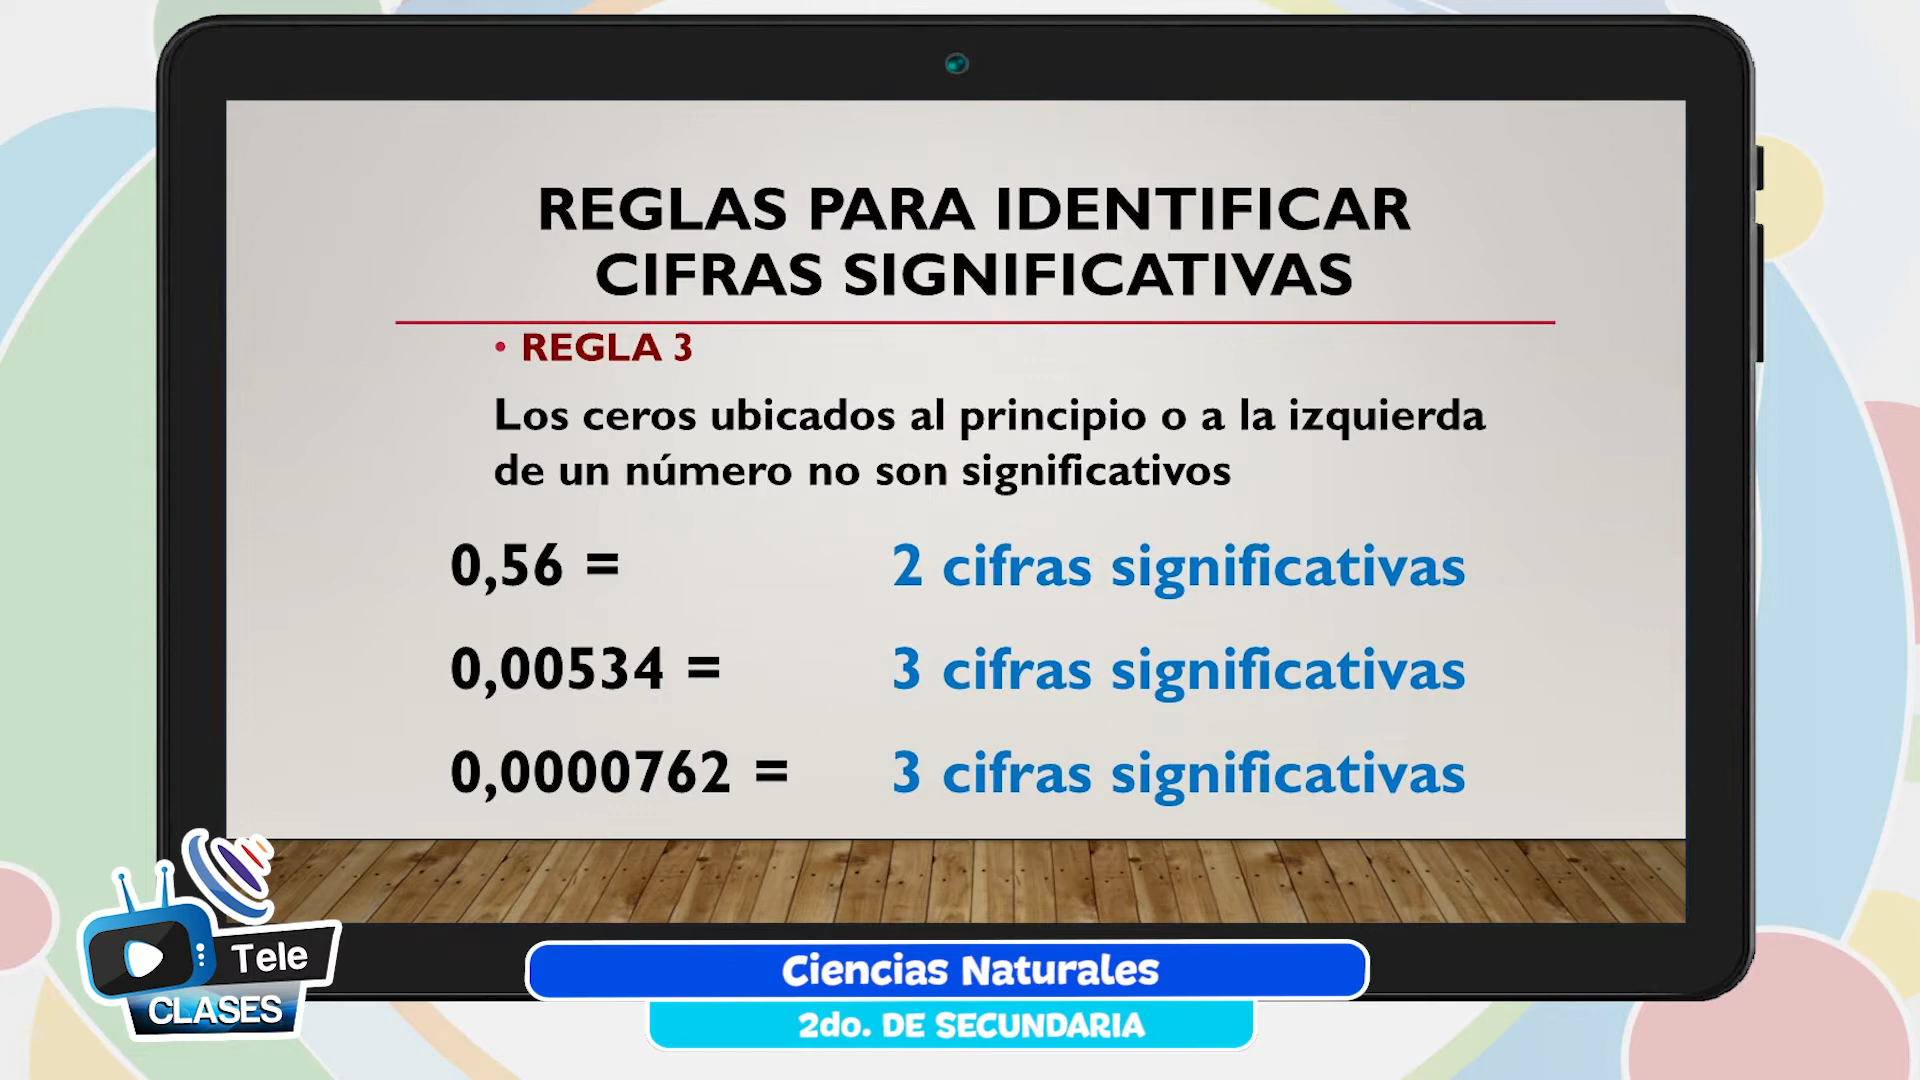 REGLAS PARA IDENTIFICAR
CIFRAS SIGNIFICATIVAS
• REGLA 3
Los ceros ubicados al principio o a la izquierda
de un número no son significativos
0,56 = 2 cifras significativas
0,00534 = 3 cifras significativas
0,0000762 = 3 cifras significativas
Tele
CLASES
Ciencias Naturales
2do. DE SECUNDARIA